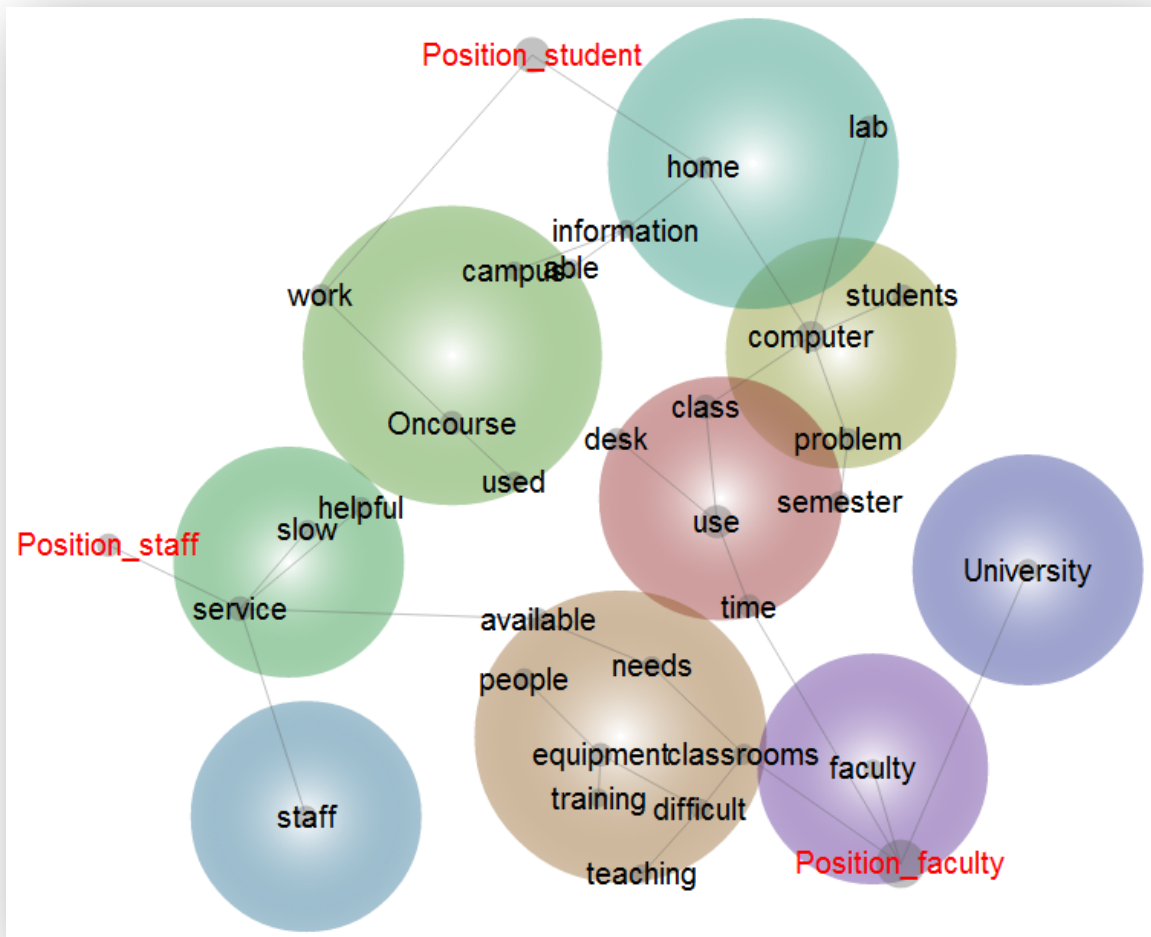 Position_student
lab
home
information
campus
able
work
students
computer
class
Oncourse
desk
problem
used
semester
helpful
slow
use
Position_staff
University
service
time
available
needs
people
equipment
classrooms
faculty
training
difficult
staff
Position_faculty
teaching